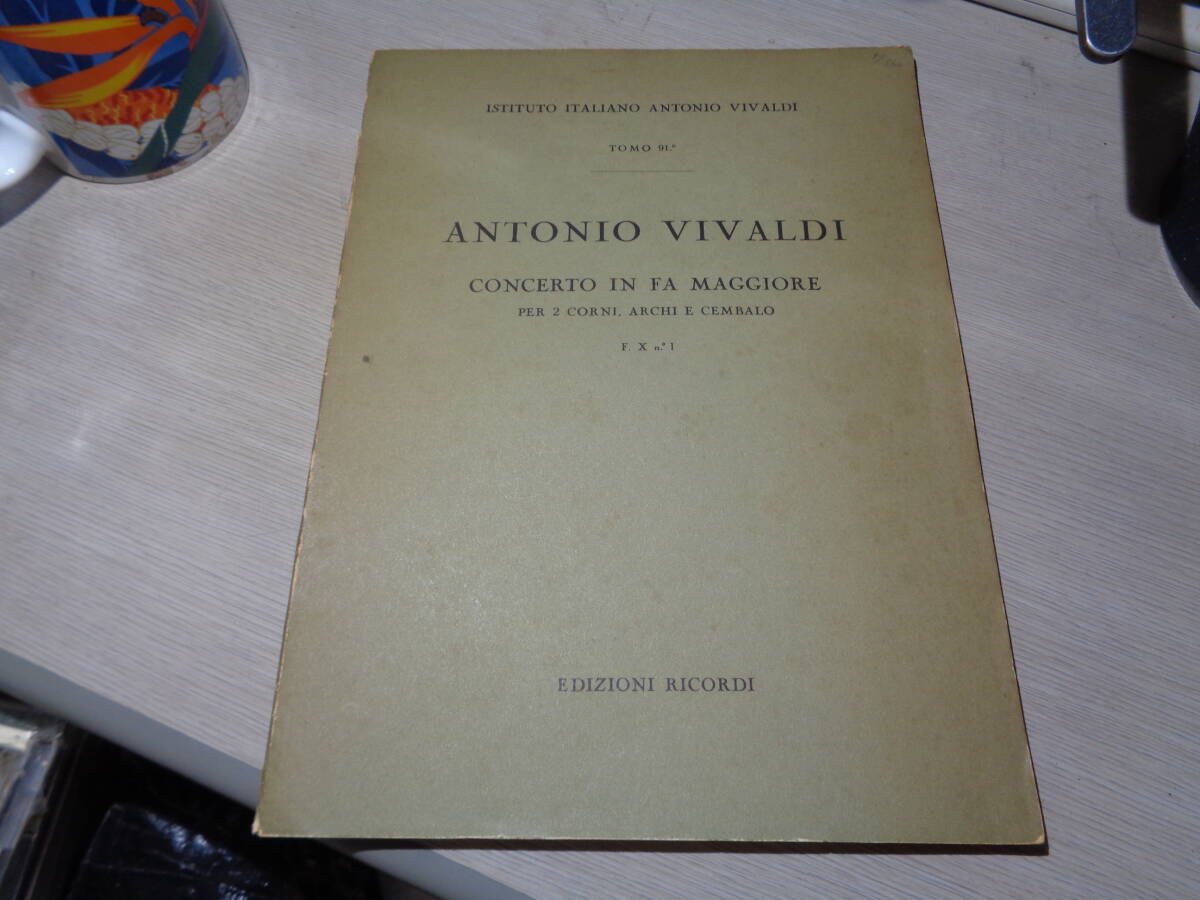 ISTITUTO ITALIANO ANTONIO VIVALDI
TOMO 91.º
ANTONIO VIVALDI
CONCERTO IN FA MAGGIORE
PER 2 CORNI, ARCHI E CEMBALO
F. X n.º 1
EDIZIONI RICORDI